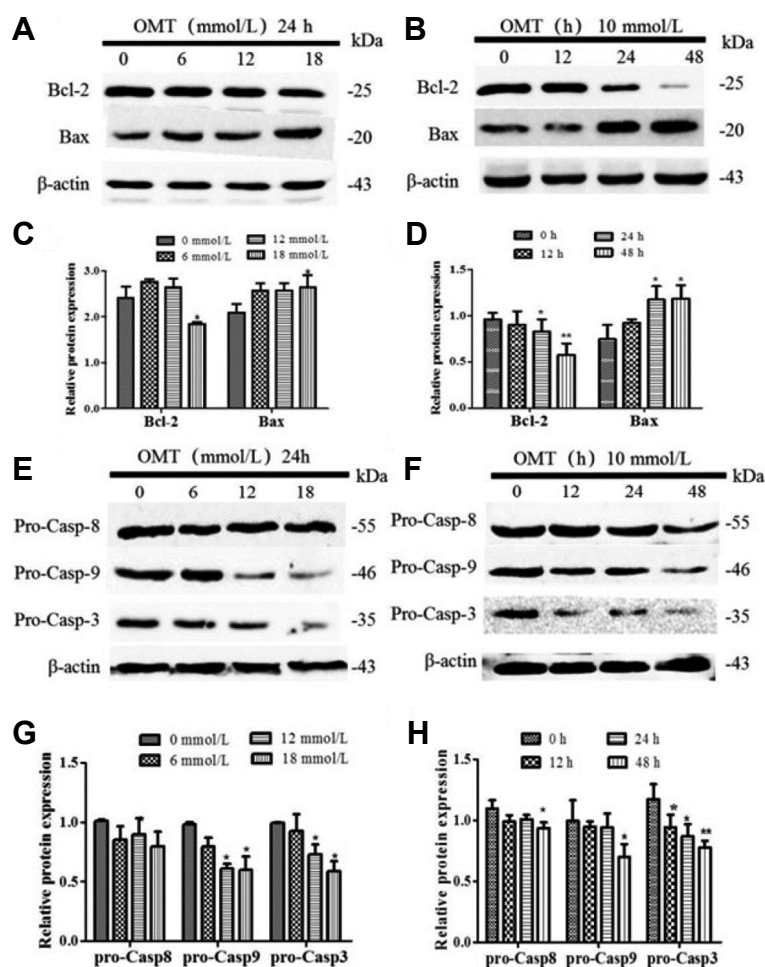 A
OMT (mmol/L) 24 h
kDa
0 6 12 18
Bcl-2 -25
Bax -20
β-actin -43
B
OMT (h) 10 mmol/L
kDa
0 12 24 48
Bcl-2 -25
Bax -20
β-actin -43
C
0 mmol/L 12 mmol/L
6 mmol/L 18 mmol/L
Relative protein expression
3.0
2.0
1.0
0.0
* *
Bcl-2 Bax
D
0 h 24 h
12 h 48 h
Relative protein expression
1.5
1.0
0.5
0.0
* ** * *
Bcl-2 Bax
E
OMT (mmol/L) 24h
kDa
0 6 12 18
Pro-Casp-8 -55
Pro-Casp-9 -46
Pro-Casp-3 -35
β-actin -43
F
OMT (h) 10 mmol/L
kDa
0 12 24 48
Pro-Casp-8 -55
Pro-Casp-9 -46
Pro-Casp-3 -35
β-actin -43
G
0 mmol/L 12 mmol/L
6 mmol/L 18 mmol/L
Relative protein expression
1.5
1.0
0.5
0.0
* * * *
pro-Casp8 pro-Casp9 pro-Casp3
H
0 h 24 h
12 h 48 h
Relative protein expression
1.5
1.0
0.5
0.0
* * * * **
pro-Casp8 pro-Casp9 pro-Casp3